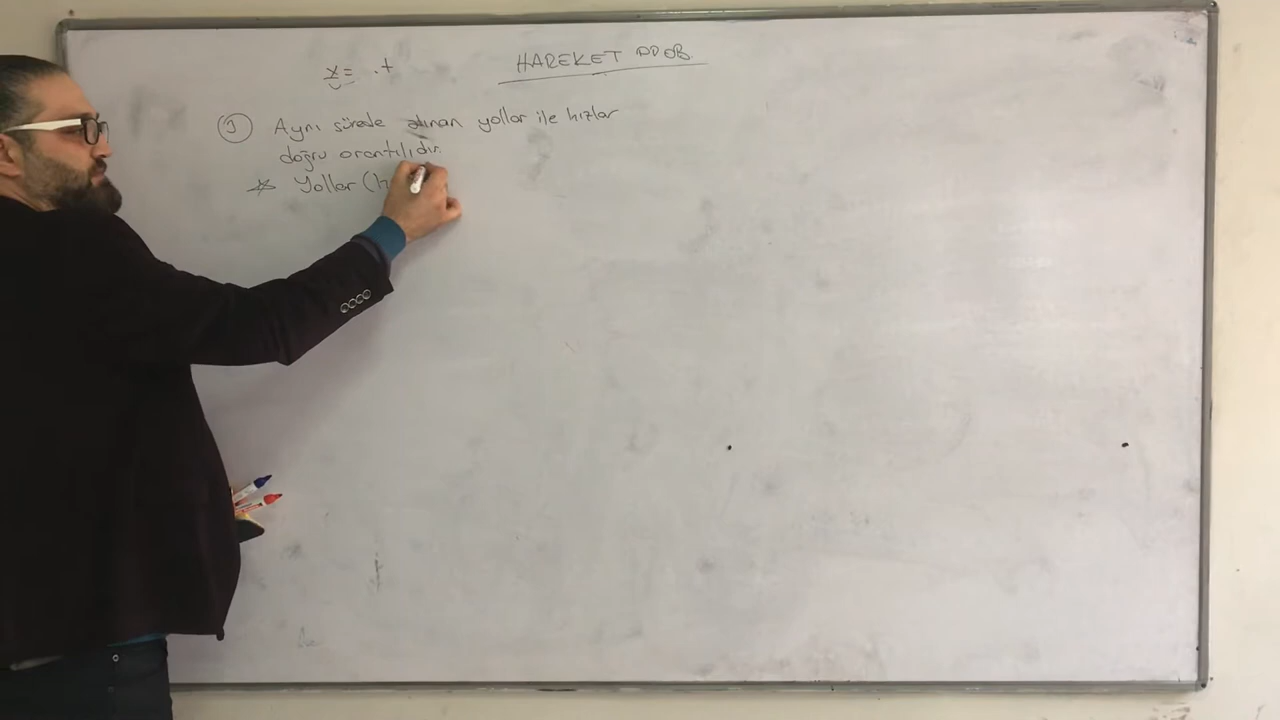 x = .t
HAREKET PROB.
① Aynı sürede alınan yollar ile hızlar
doğru orantılıdır.
☆ Yollar (h